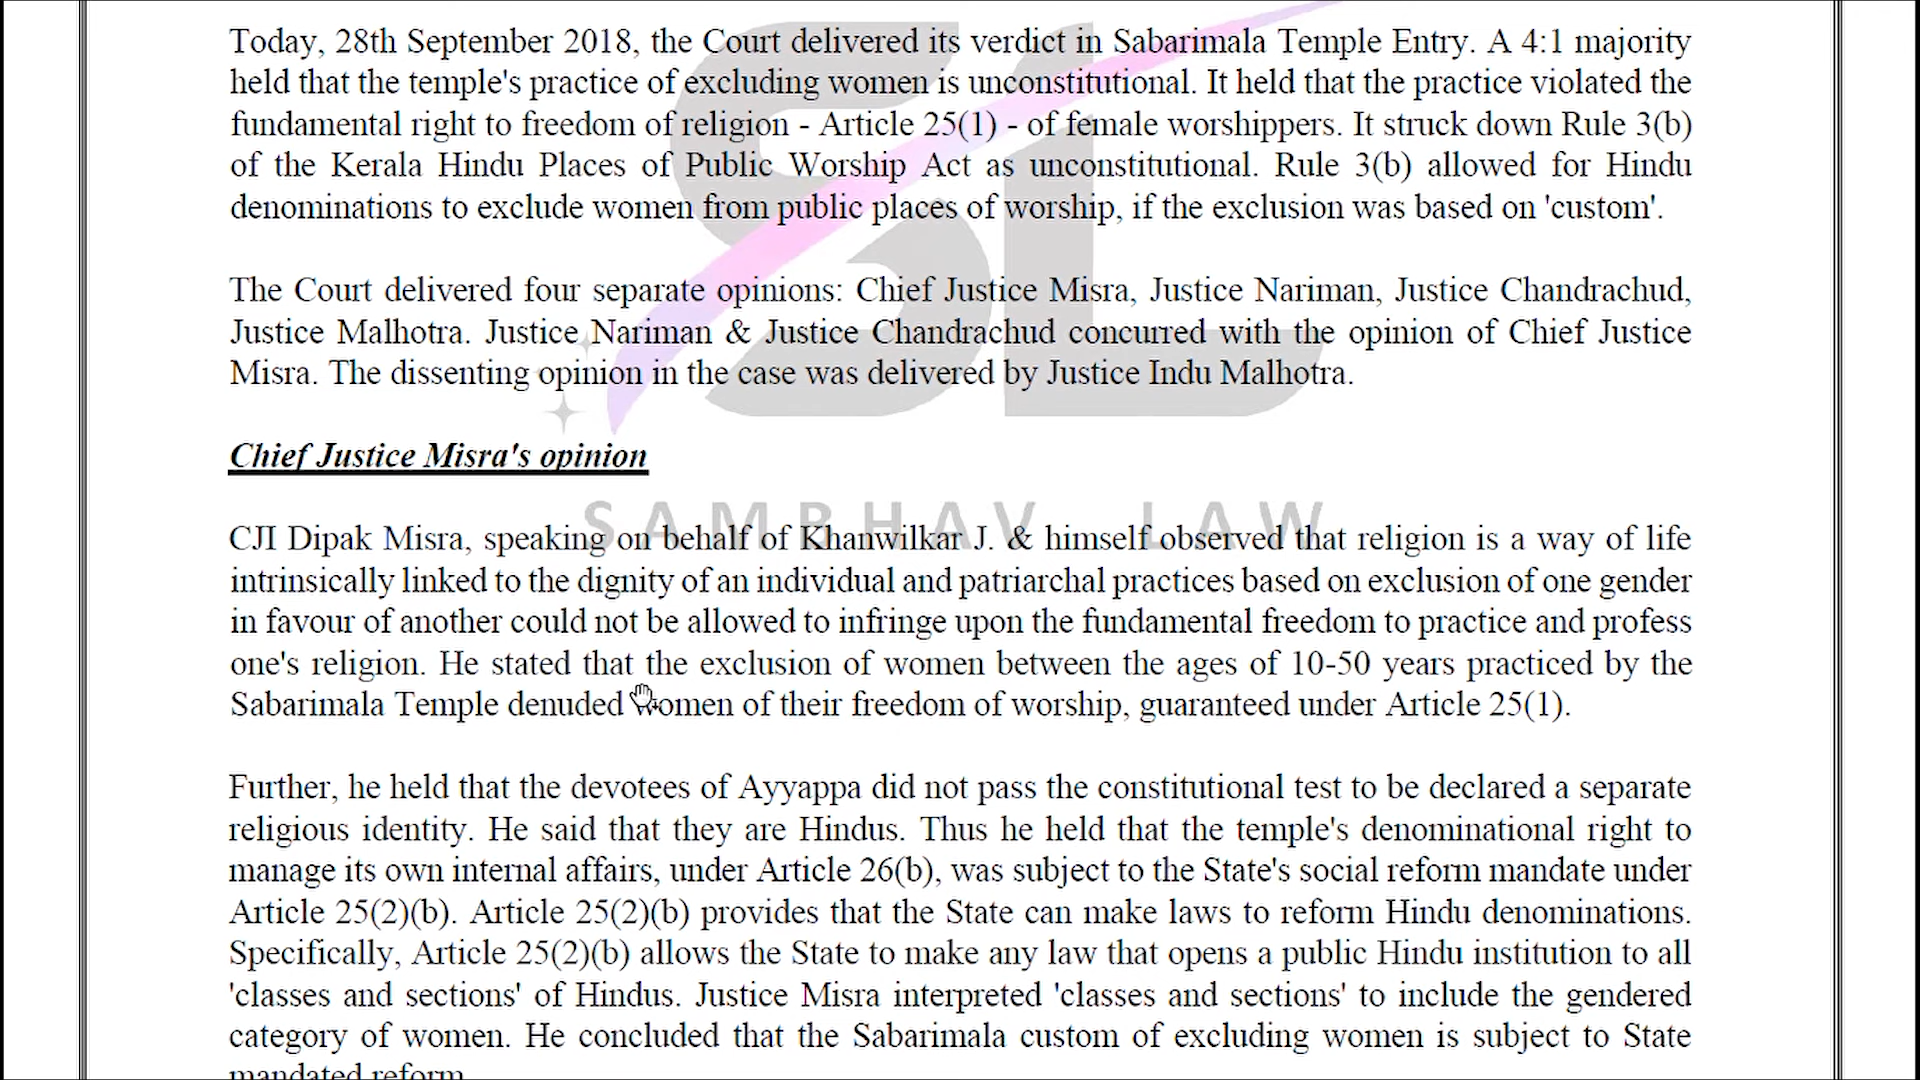 Today, 28th September 2018, the Court delivered its verdict in Sabarimala Temple Entry. A 4:1 majority
held that the temple's practice of excluding women is unconstitutional. It held that the practice violated the
fundamental right to freedom of religion - Article 25(1) - of female worshippers. It struck down Rule 3(b)
of the Kerala Hindu Places of Public Worship Act as unconstitutional. Rule 3(b) allowed for Hindu
denominations to exclude women from public places of worship, if the exclusion was based on 'custom'.
The Court delivered four separate opinions: Chief Justice Misra, Justice Nariman, Justice Chandrachud,
Justice Malhotra. Justice Nariman & Justice Chandrachud concurred with the opinion of Chief Justice
Misra. The dissenting opinion in the case was delivered by Justice Indu Malhotra.
Chief Justice Misra's opinion
SL
SAMBHAV LAW
CJI Dipak Misra, speaking on behalf of Khanwilkar J. & himself observed that religion is a way of life
intrinsically linked to the dignity of an individual and patriarchal practices based on exclusion of one gender
in favour of another could not be allowed to infringe upon the fundamental freedom to practice and profess
one's religion. He stated that the exclusion of women between the ages of 10-50 years practiced by the
Sabarimala Temple denuded women of their freedom of worship, guaranteed under Article 25(1).
Further, he held that the devotees of Ayyappa did not pass the constitutional test to be declared a separate
religious identity. He said that they are Hindus. Thus he held that the temple's denominational right to
manage its own internal affairs, under Article 26(b), was subject to the State's social reform mandate under
Article 25(2)(b). Article 25(2)(b) provides that the State can make laws to reform Hindu denominations.
Specifically, Article 25(2)(b) allows the State to make any law that opens a public Hindu institution to all
'classes and sections' of Hindus. Justice Misra interpreted 'classes and sections' to include the gendered
category of women. He concluded that the Sabarimala custom of excluding women is subject to State
mandated reform.